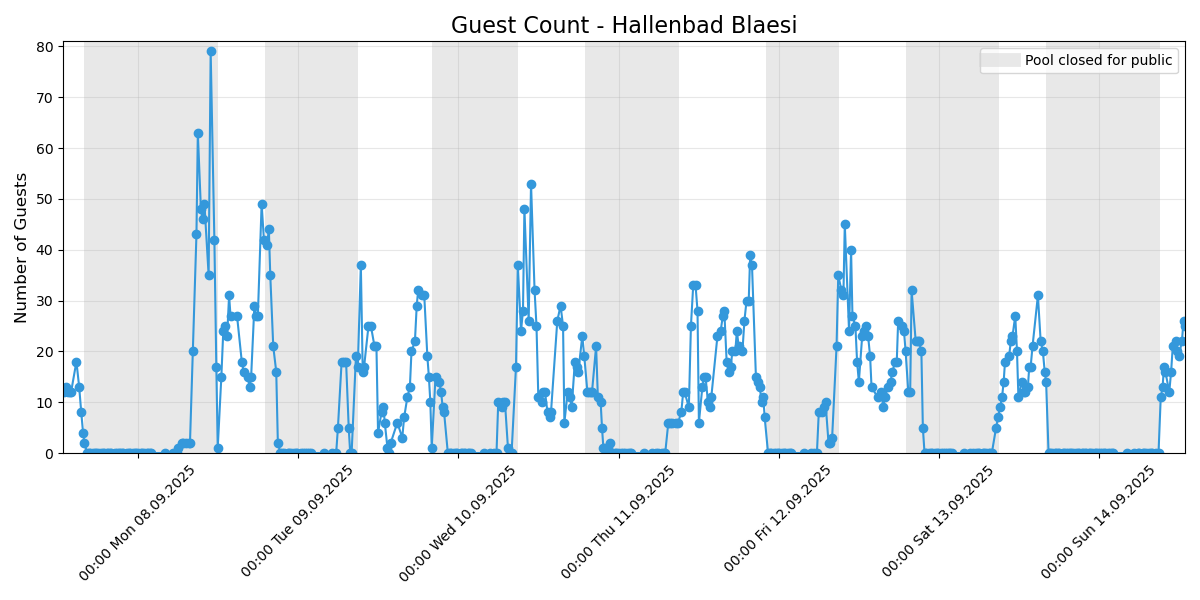 Guest Count - Hallenbad Blaesi
Pool closed for public
Number of Guests
80
70
60
50
40
30
20
10
0
00:00 Mon 08.09.2025
00:00 Tue 09.09.2025
00:00 Wed 10.09.2025
00:00 Thu 11.09.2025
00:00 Fri 12.09.2025
00:00 Sat 13.09.2025
00:00 Sun 14.09.2025